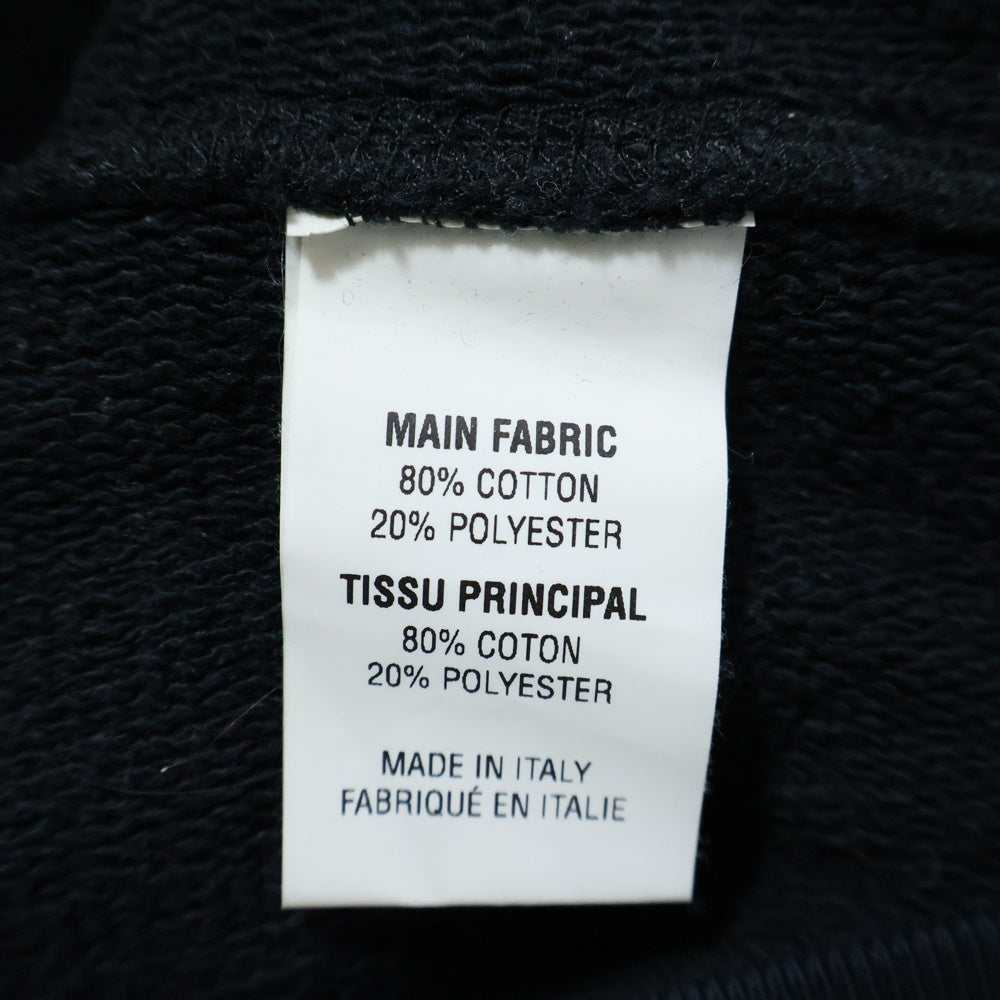 MAIN FABRIC
80% COTTON
20% POLYESTER
TISSU PRINCIPAL
80% COTON
20% POLYESTER
MADE IN ITALY
FABRIQUÉ EN ITALIE